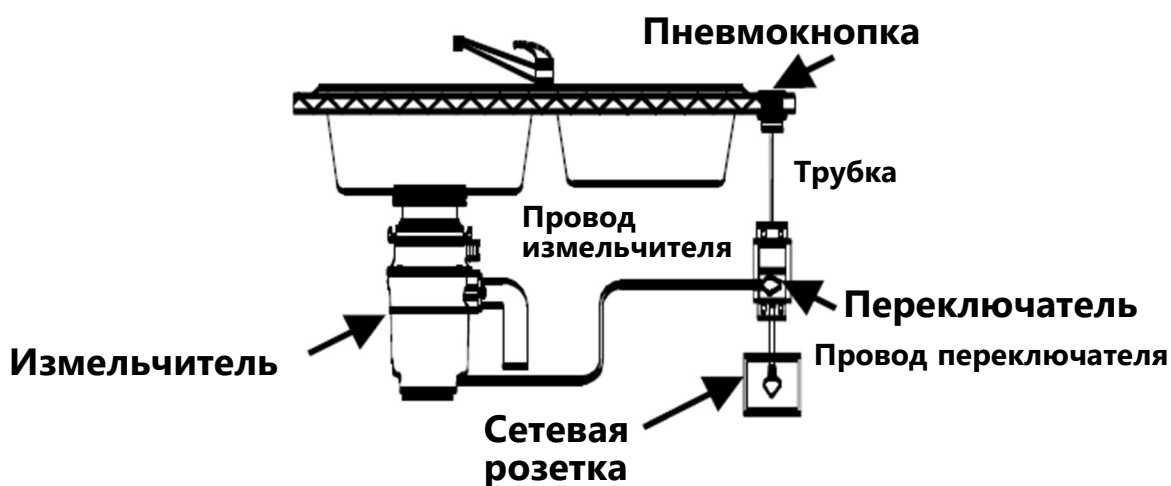 Пневмокнопка
Трубка
Провод
измельчителя
Переключатель
Измельчитель
Провод переключателя
Сетевая
розетка